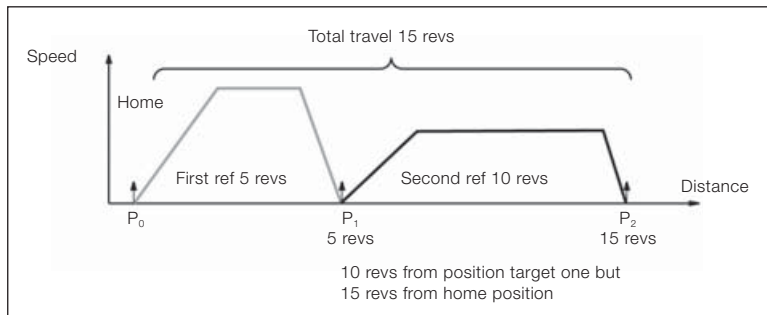 Total travel 15 revs
Speed
Home
First ref 5 revs
Second ref 10 revs
Distance
P₀
P₁
P₂
5 revs
15 revs
10 revs from position target one but
15 revs from home position